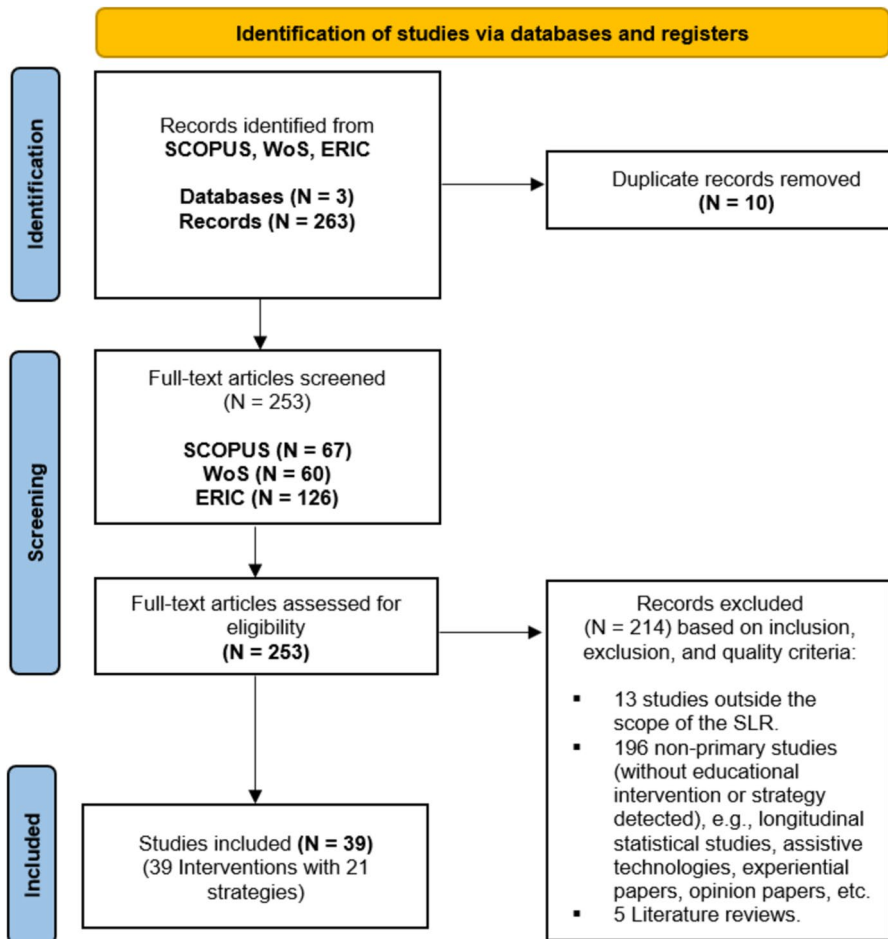 Identification of studies via databases and registers
Identification
Records identified from
SCOPUS, WoS, ERIC
Databases (N = 3)
Records (N = 263)
Duplicate records removed
(N = 10)
Screening
Full-text articles screened
(N = 253)
SCOPUS (N = 67)
WoS (N = 60)
ERIC (N = 126)
Full-text articles assessed for
eligibility
(N = 253)
Records excluded
(N = 214) based on inclusion,
exclusion, and quality criteria:
▪ 13 studies outside the
scope of the SLR.
▪ 196 non-primary studies
(without educational
intervention or strategy
detected), e.g., longitudinal
statistical studies, assistive
technologies, experiential
papers, opinion papers, etc.
▪ 5 Literature reviews.
Included
Studies included (N = 39)
(39 Interventions with 21
strategies)